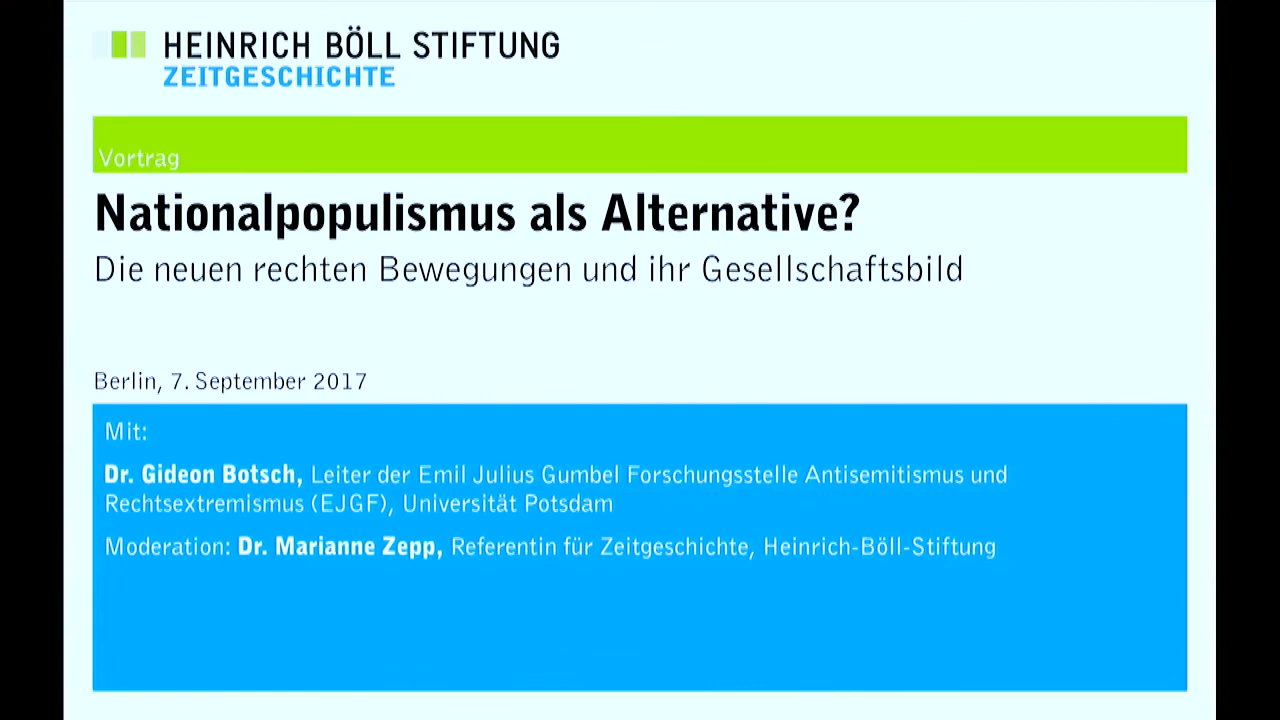 HEINRICH BÖLL STIFTUNG
ZEITGESCHICHTE
Vortrag
Nationalpopulismus als Alternative?
Die neuen rechten Bewegungen und ihr Gesellschaftsbild
Berlin, 7. September 2017
Mit:
Dr. Gideon Botsch, Leiter der Emil Julius Gumbel Forschungsstelle Antisemitismus und
Rechtsextremismus (EJGF), Universität Potsdam
Moderation: Dr. Marianne Zepp, Referentin für Zeitgeschichte, Heinrich-Böll-Stiftung